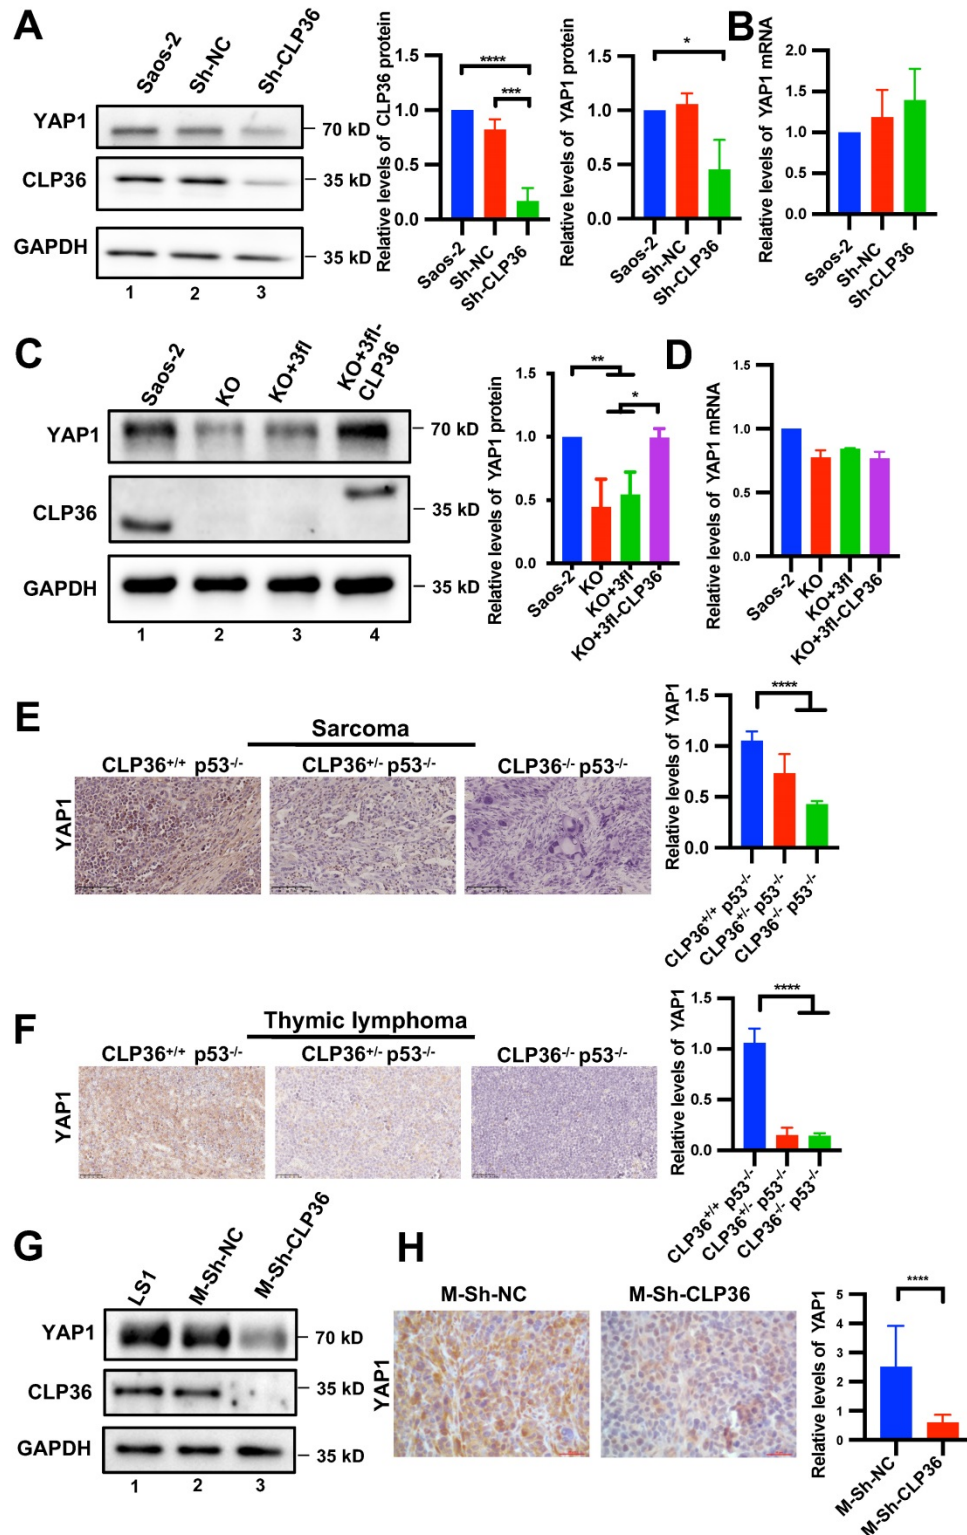 A
Saos-2
Sh-NC
Sh-CLP36
YAP1
70 kD
CLP36
35 kD
GAPDH
35 kD
1 2 3
Relative levels of CLP36 protein
1.5
1.0
0.5
0.0
****
***
Saos-2
Sh-NC
Sh-CLP36
Relative levels of YAP1 protein
1.5
1.0
0.5
0.0
*
Saos-2
Sh-NC
Sh-CLP36
B
Relative levels of YAP1 mRNA
2.0
1.5
1.0
0.5
0.0
Saos-2
Sh-NC
Sh-CLP36
C
Saos-2
KO
KO+3fl
KO+3fl-
CLP36
YAP1
70 kD
CLP36
35 kD
GAPDH
35 kD
1 2 3 4
Relative levels of YAP1 protein
1.5
1.0
0.5
0.0
**
*
Saos-2
KO
KO+3fl
KO+3fl-CLP36
D
Relative levels of YAP1 mRNA
1.5
1.0
0.5
0.0
Saos-2
KO
KO+3fl
KO+3fl-CLP36
E
Sarcoma
CLP36+/+ p53-/-
CLP36+/- p53-/-
CLP36-/- p53-/-
YAP1
Relative levels of YAP1
1.5
1.0
0.5
0.0
****
CLP36+/+ p53-/-
CLP36+/- p53-/-
CLP36-/- p53-/-
F
Thymic lymphoma
CLP36+/+ p53-/-
CLP36+/- p53-/-
CLP36-/- p53-/-
YAP1
Relative levels of YAP1
1.5
1.0
0.5
0.0
****
CLP36+/+ p53-/-
CLP36+/- p53-/-
CLP36-/- p53-/-
G
LS1
M-Sh-NC
M-Sh-CLP36
YAP1
70 kD
CLP36
35 kD
GAPDH
35 kD
1 2 3
H
M-Sh-NC
M-Sh-CLP36
YAP1
Relative levels of YAP1
5
4
3
2
1
0
****
M-Sh-NC
M-Sh-CLP36